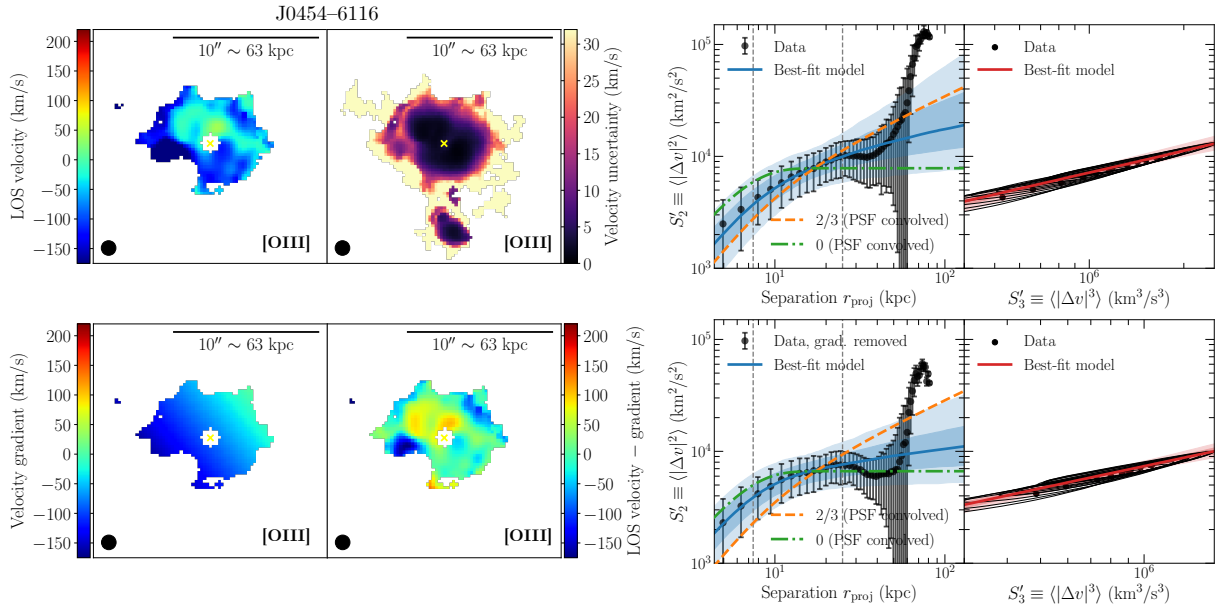 J0454–6116
10″ ∼ 63 kpc
10″ ∼ 63 kpc
[OIII]
[OIII]
LOS velocity (km/s)
200
150
100
50
0
−50
−100
−150
Velocity uncertainty (km/s)
30
25
20
15
10
5
0
S′₂ ≡ ⟨|Δv|²⟩ (km²/s²)
10⁵
10⁴
10³
Data
Best-fit model
2/3 (PSF convolved)
0 (PSF convolved)
10¹
10²
Separation r_proj (kpc)
Data
Best-fit model
10⁶
S′₃ ≡ ⟨|Δv|³⟩ (km³/s³)
10″ ∼ 63 kpc
10″ ∼ 63 kpc
[OIII]
[OIII]
Velocity gradient (km/s)
200
150
100
50
0
−50
−100
−150
LOS velocity − gradient (km/s)
200
150
100
50
0
−50
−100
−150
S′₂ ≡ ⟨|Δv|²⟩ (km²/s²)
10⁵
10⁴
10³
Data, grad. removed
Best-fit model
2/3 (PSF convolved)
0 (PSF convolved)
10¹
10²
Separation r_proj (kpc)
Data
Best-fit model
10⁶
S′₃ ≡ ⟨|Δv|³⟩ (km³/s³)